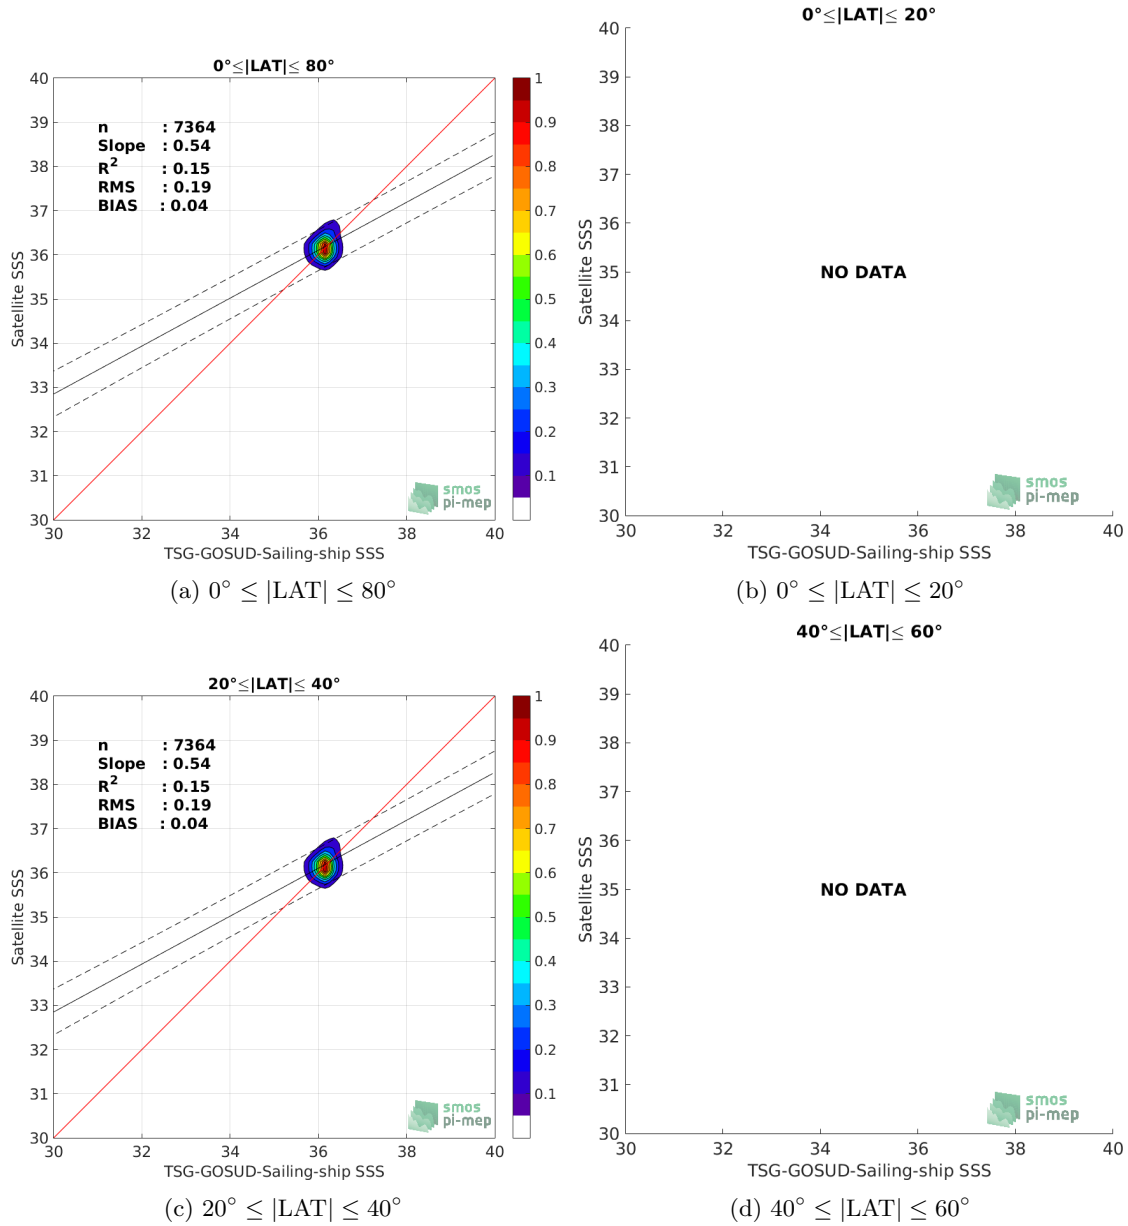 0°≤|LAT|≤ 80°
n : 7364
Slope : 0.54
R2 : 0.15
RMS : 0.19
BIAS : 0.04
40
39
38
37
36
35
34
33
32
31
30
Satellite SSS
30 32 34 36 38 40
TSG-GOSUD-Sailing-ship SSS
1
0.9
0.8
0.7
0.6
0.5
0.4
0.3
0.2
0.1
smos
pi-mep
(a) 0° ≤ |LAT| ≤ 80°
0°≤|LAT|≤ 20°
40
39
38
37
36
35
34
33
32
31
30
Satellite SSS
NO DATA
30 32 34 36 38 40
TSG-GOSUD-Sailing-ship SSS
smos
pi-mep
(b) 0° ≤ |LAT| ≤ 20°
20°≤|LAT|≤ 40°
n : 7364
Slope : 0.54
R2 : 0.15
RMS : 0.19
BIAS : 0.04
40
39
38
37
36
35
34
33
32
31
30
Satellite SSS
30 32 34 36 38 40
TSG-GOSUD-Sailing-ship SSS
1
0.9
0.8
0.7
0.6
0.5
0.4
0.3
0.2
0.1
smos
pi-mep
(c) 20° ≤ |LAT| ≤ 40°
40°≤|LAT|≤ 60°
40
39
38
37
36
35
34
33
32
31
30
Satellite SSS
NO DATA
30 32 34 36 38 40
TSG-GOSUD-Sailing-ship SSS
smos
pi-mep
(d) 40° ≤ |LAT| ≤ 60°